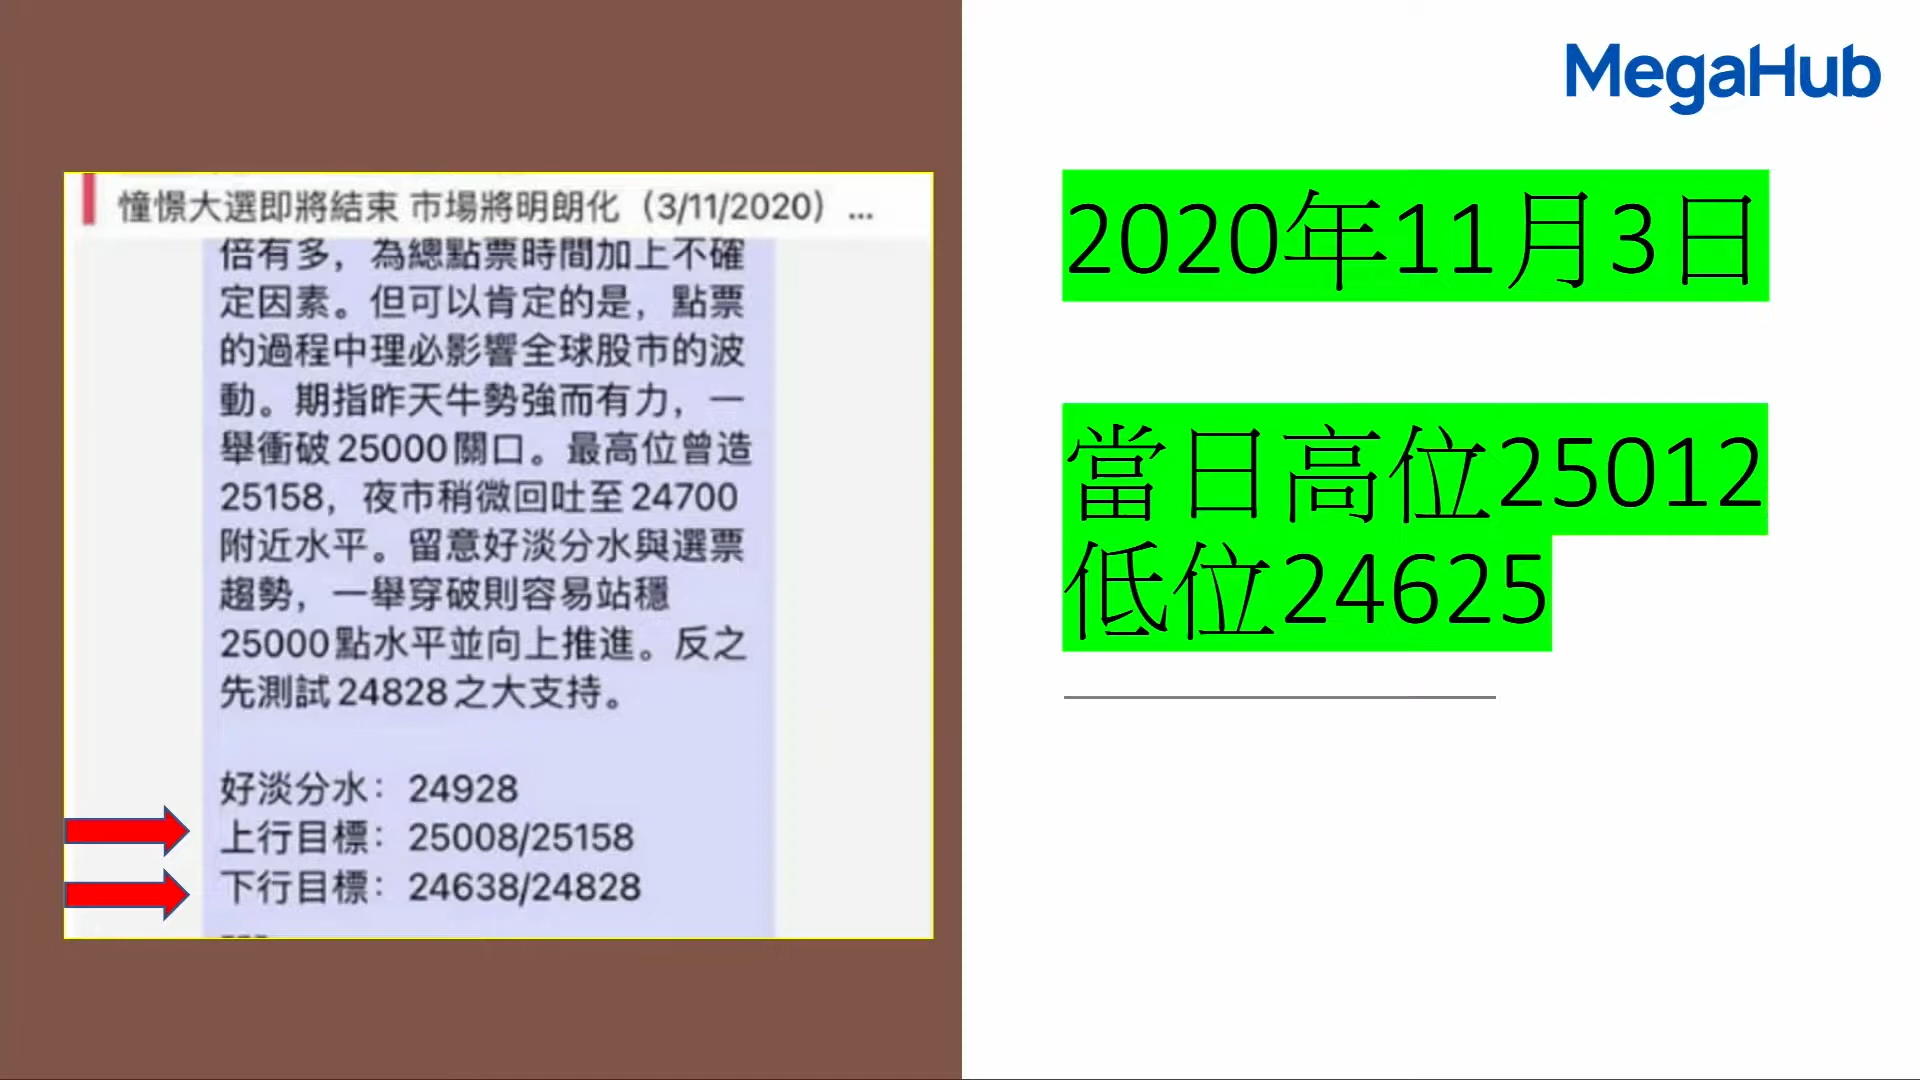 憧憬大選即將結束 市場將明朗化（3/11/2020）...
倍有多，為總點票時間加上不確
定因素。但可以肯定的是，點票
的過程中理必影響全球股市的波
動。期指昨天牛勢強而有力，一
舉衝破25000關口。最高位曾造
25158，夜市稍微回吐至24700
附近水平。留意好淡分水與選票
趨勢，一舉穿破則容易站穩
25000點水平並向上推進。反之
先測試24828之大支持。
好淡分水：24928
上行目標：25008/25158
下行目標：24638/24828
MegaHub
2020年11月3日
當日高位25012
低位24625